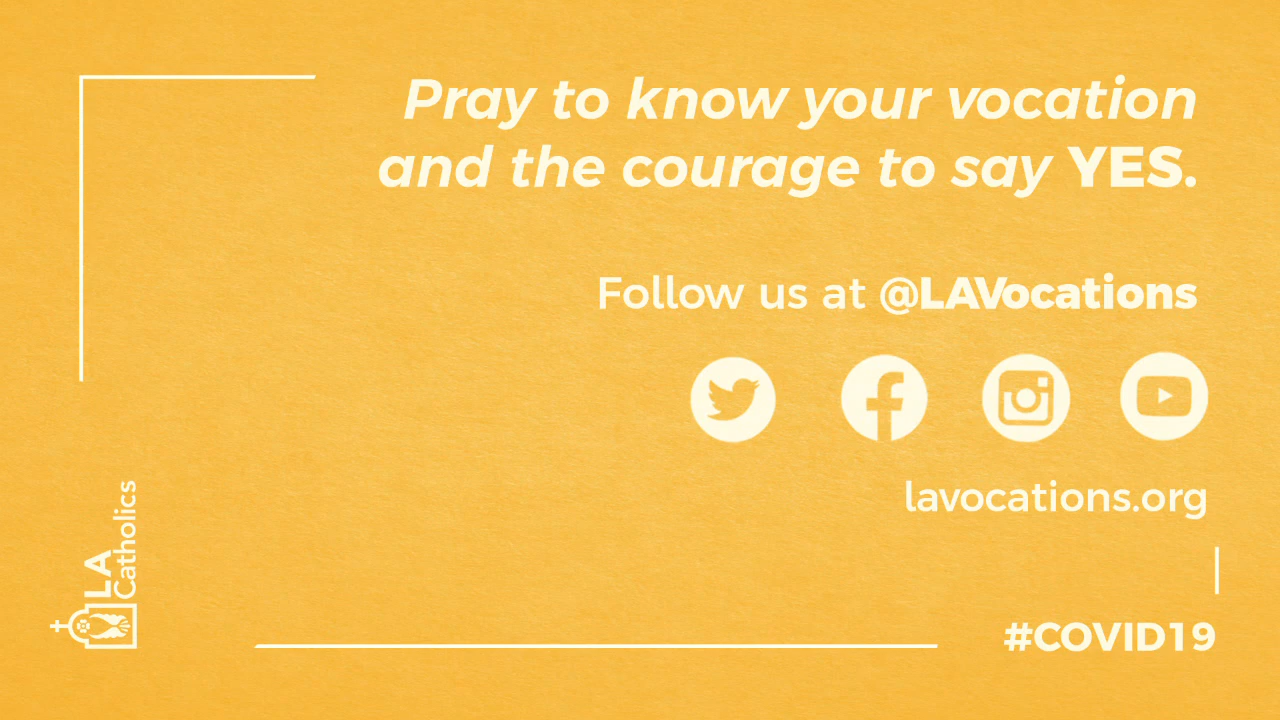 Pray to know your vocation
and the courage to say YES.
Follow us at @LAVocations
lavocations.org
#COVID19
LA
Catholics